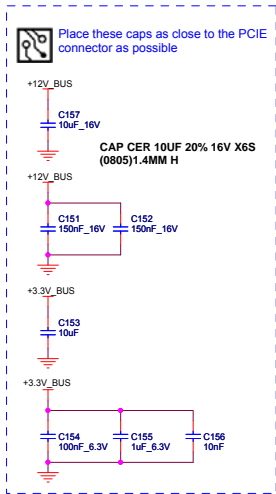 Place these caps as close to the PCIE
connector as possible
+12V_BUS
C157
10uF_16V
CAP CER 10UF 20% 16V X6S
(0805)1.4MM H
+12V_BUS
C151
150nF_16V
C152
150nF_16V
+3.3V_BUS
C153
10uF
+3.3V_BUS
C154
100nF_6.3V
C155
1uF_6.3V
C156
10nF